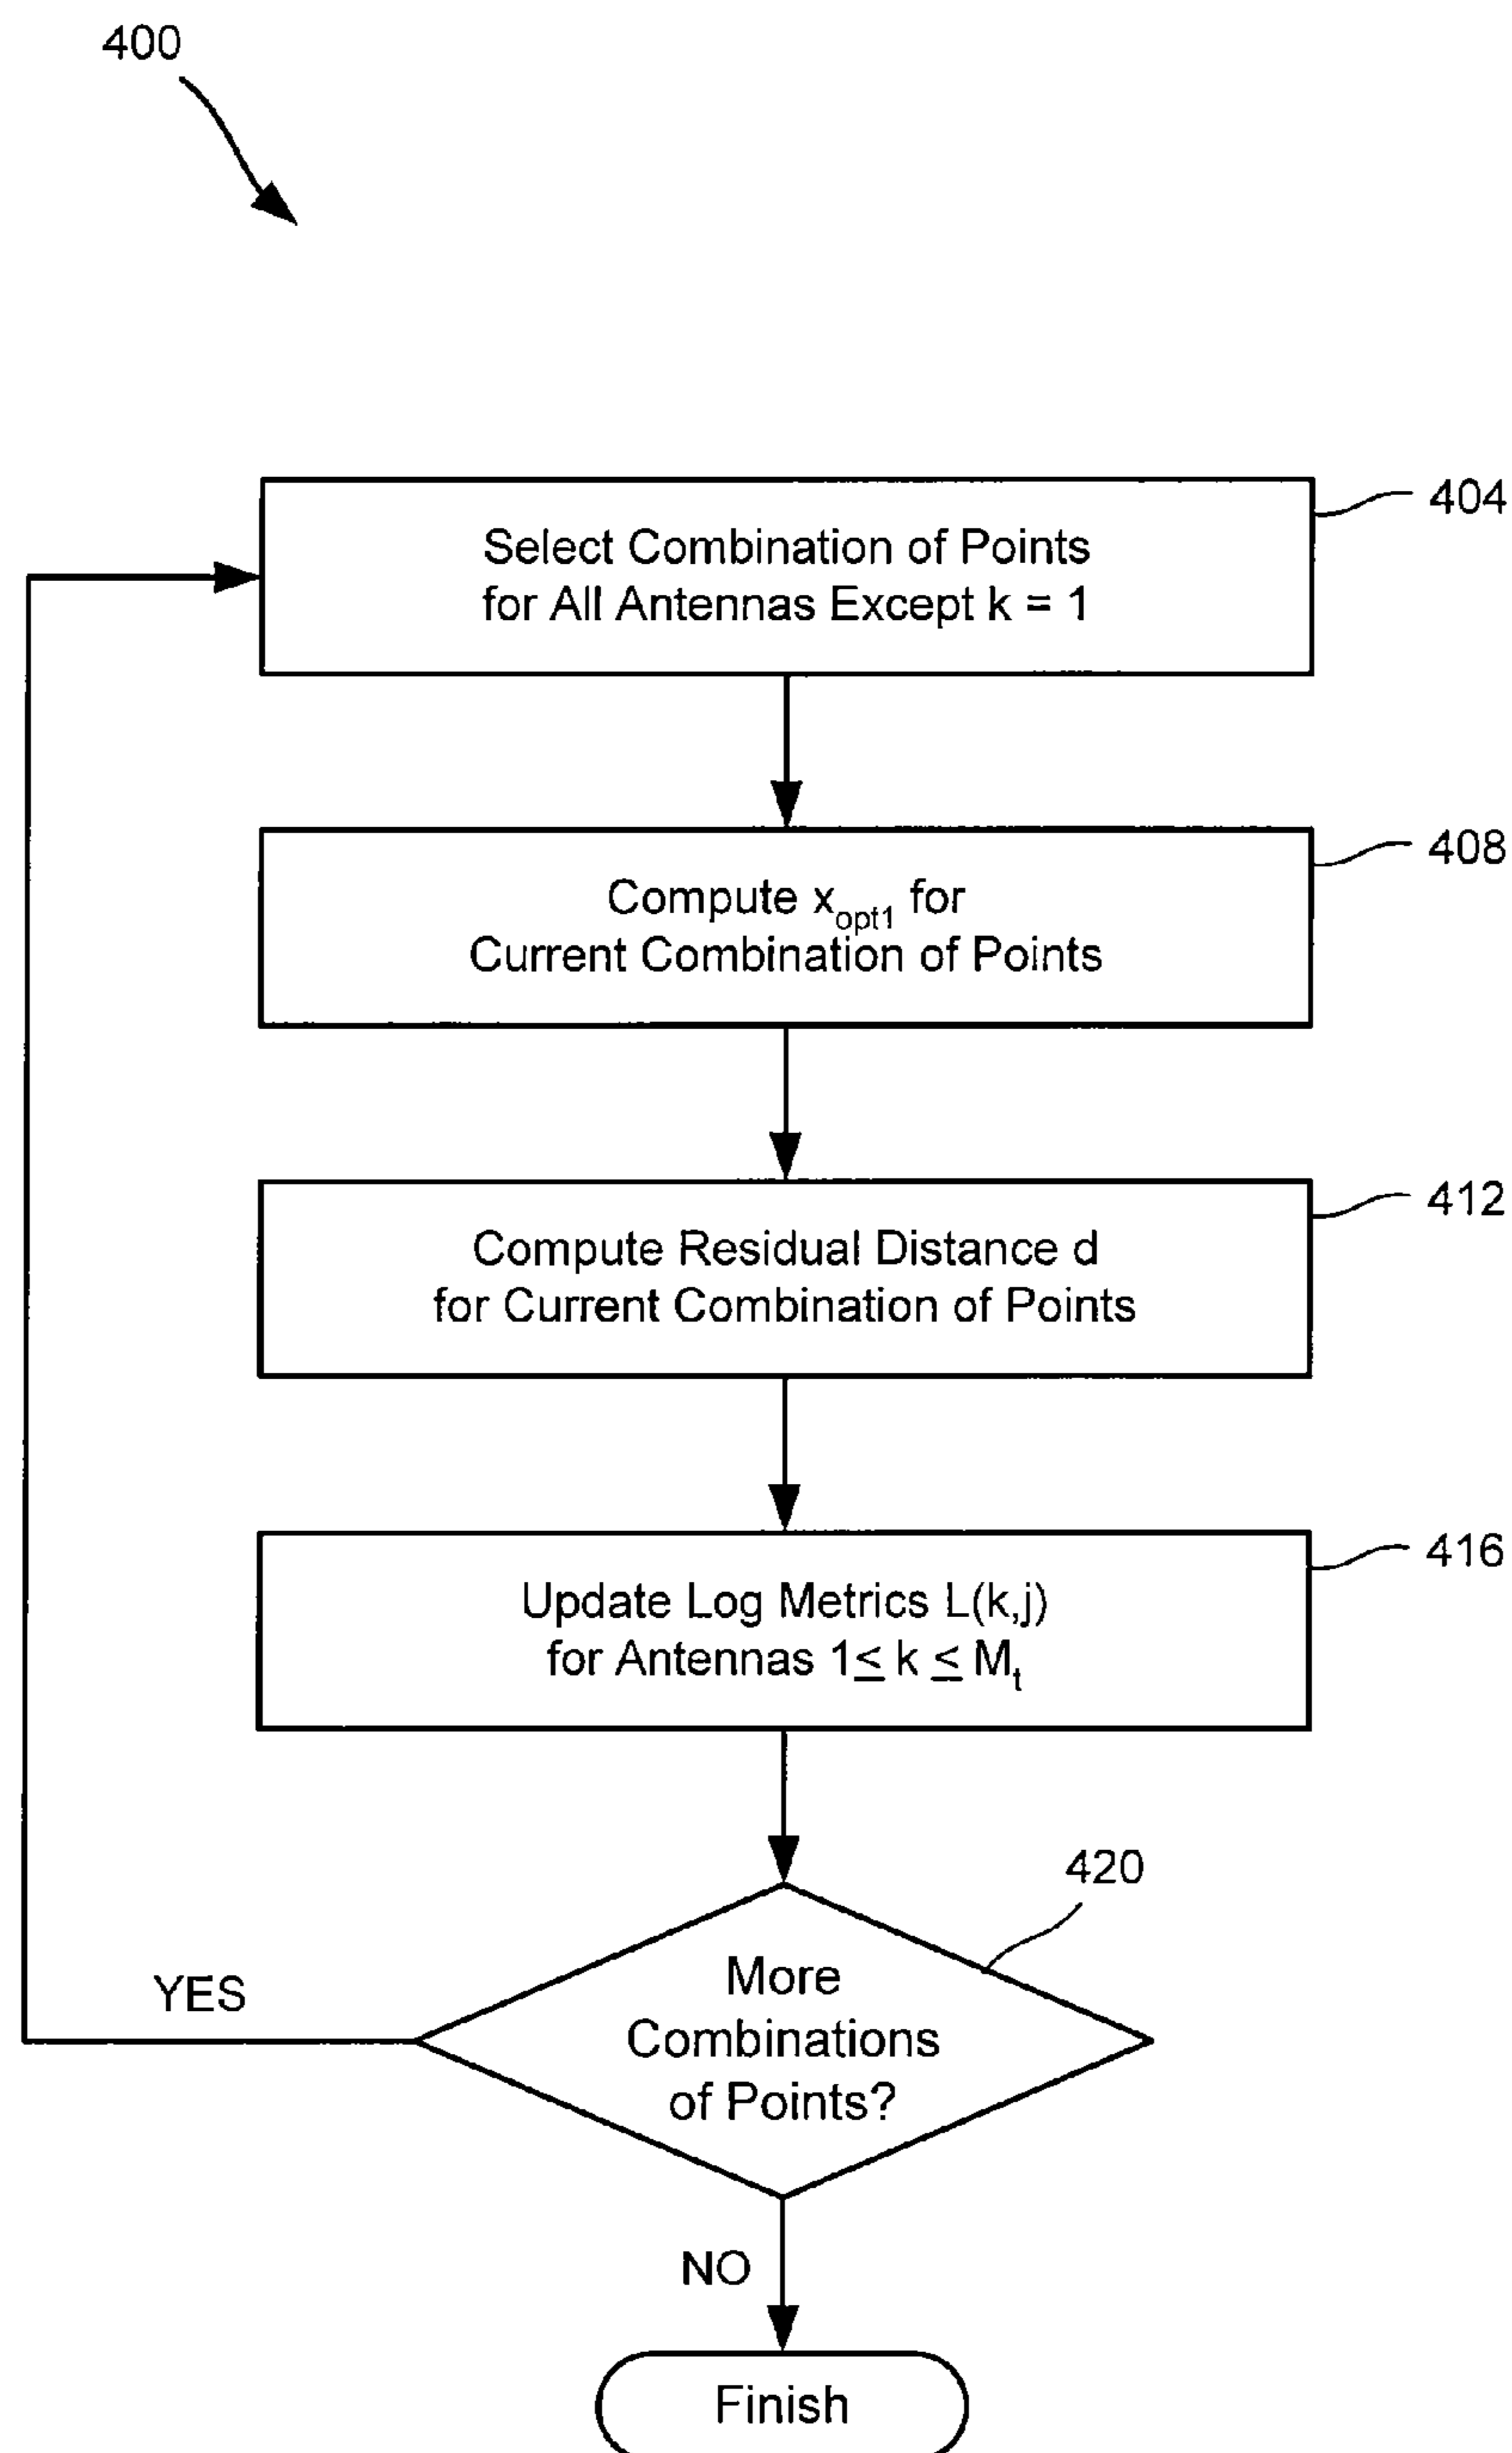 400
Select Combination of Points
for All Antennas Except k = 1
404
Compute x_opt1 for
Current Combination of Points
408
Compute Residual Distance d
for Current Combination of Points
412
Update Log Metrics L(k,j)
for Antennas 1≤ k ≤ M_t
416
420
More
Combinations
of Points?
YES
NO
Finish